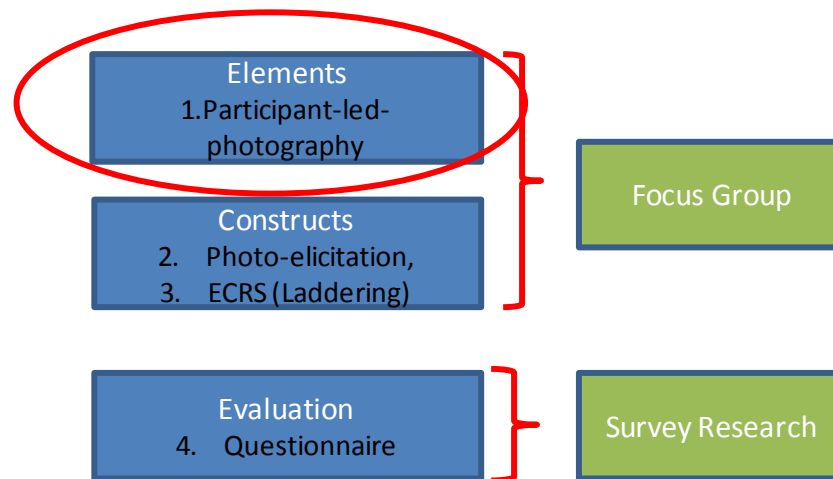 Elements
1.Participant-led-
photography
Constructs
2. Photo-elicitation,
3. ECRS (Laddering)
Focus Group
Evaluation
4. Questionnaire
Survey Research